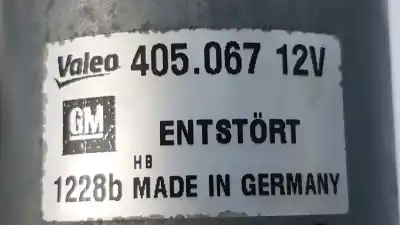 Valeo 405.067 12V
GM ENTSTÖRT
HB
1228b MADE IN GERMANY